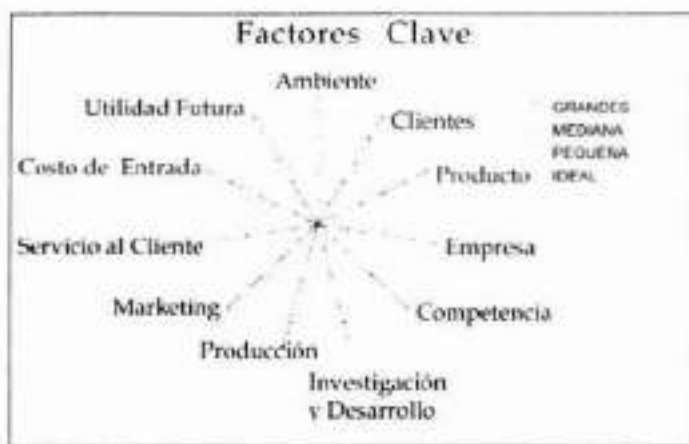 Factores Clave
Ambiente
Utilidad Futura
Clientes
GRANDES
MEDIANA
PEQUEÑA
IDEAL
Costo de Entrada
Producto
Servicio al Cliente
Empresa
Marketing
Competencia
Producción
Investigación
y Desarrollo